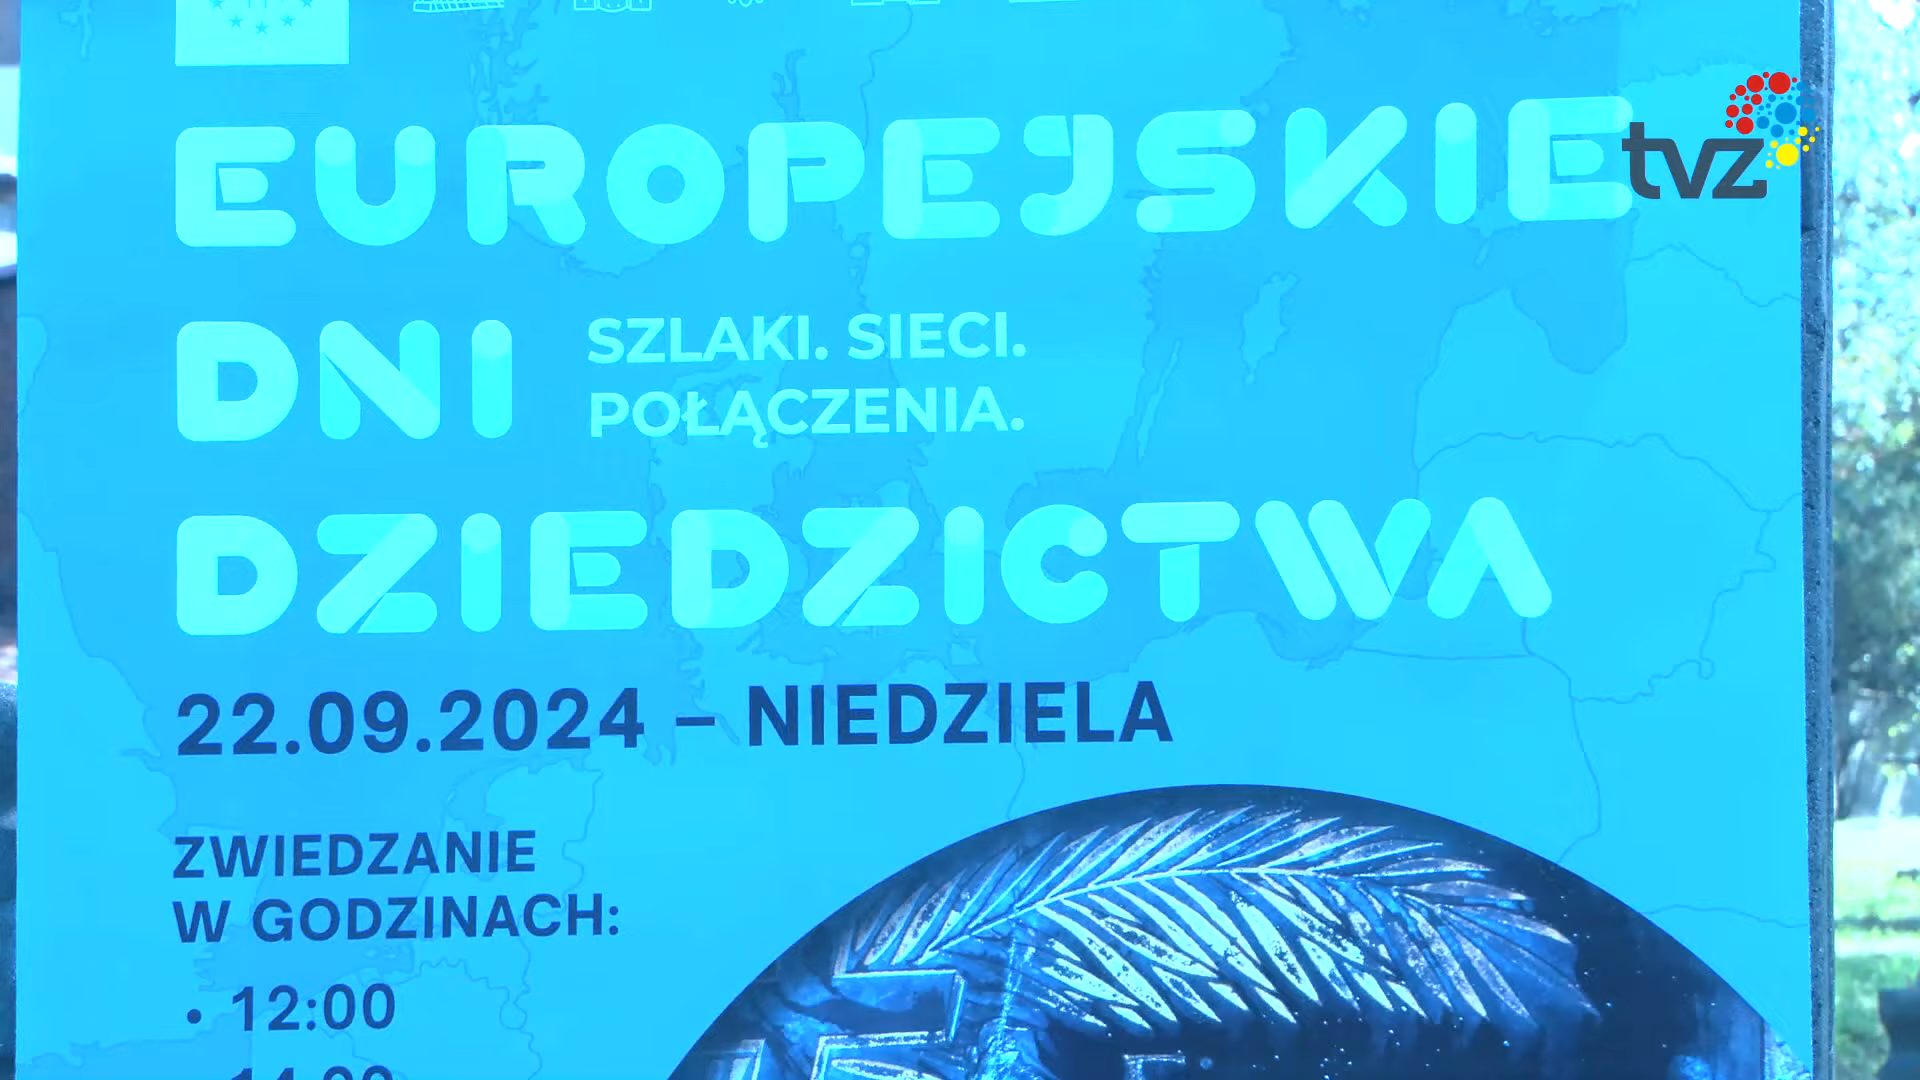 EUROPEJSKIE
tvz
DNI
SZLAKI. SIECI.
POŁĄCZENIA.
DZIEDZICTWA
22.09.2024 – NIEDZIELA
ZWIEDZANIE
W GODZINACH:
• 12:00